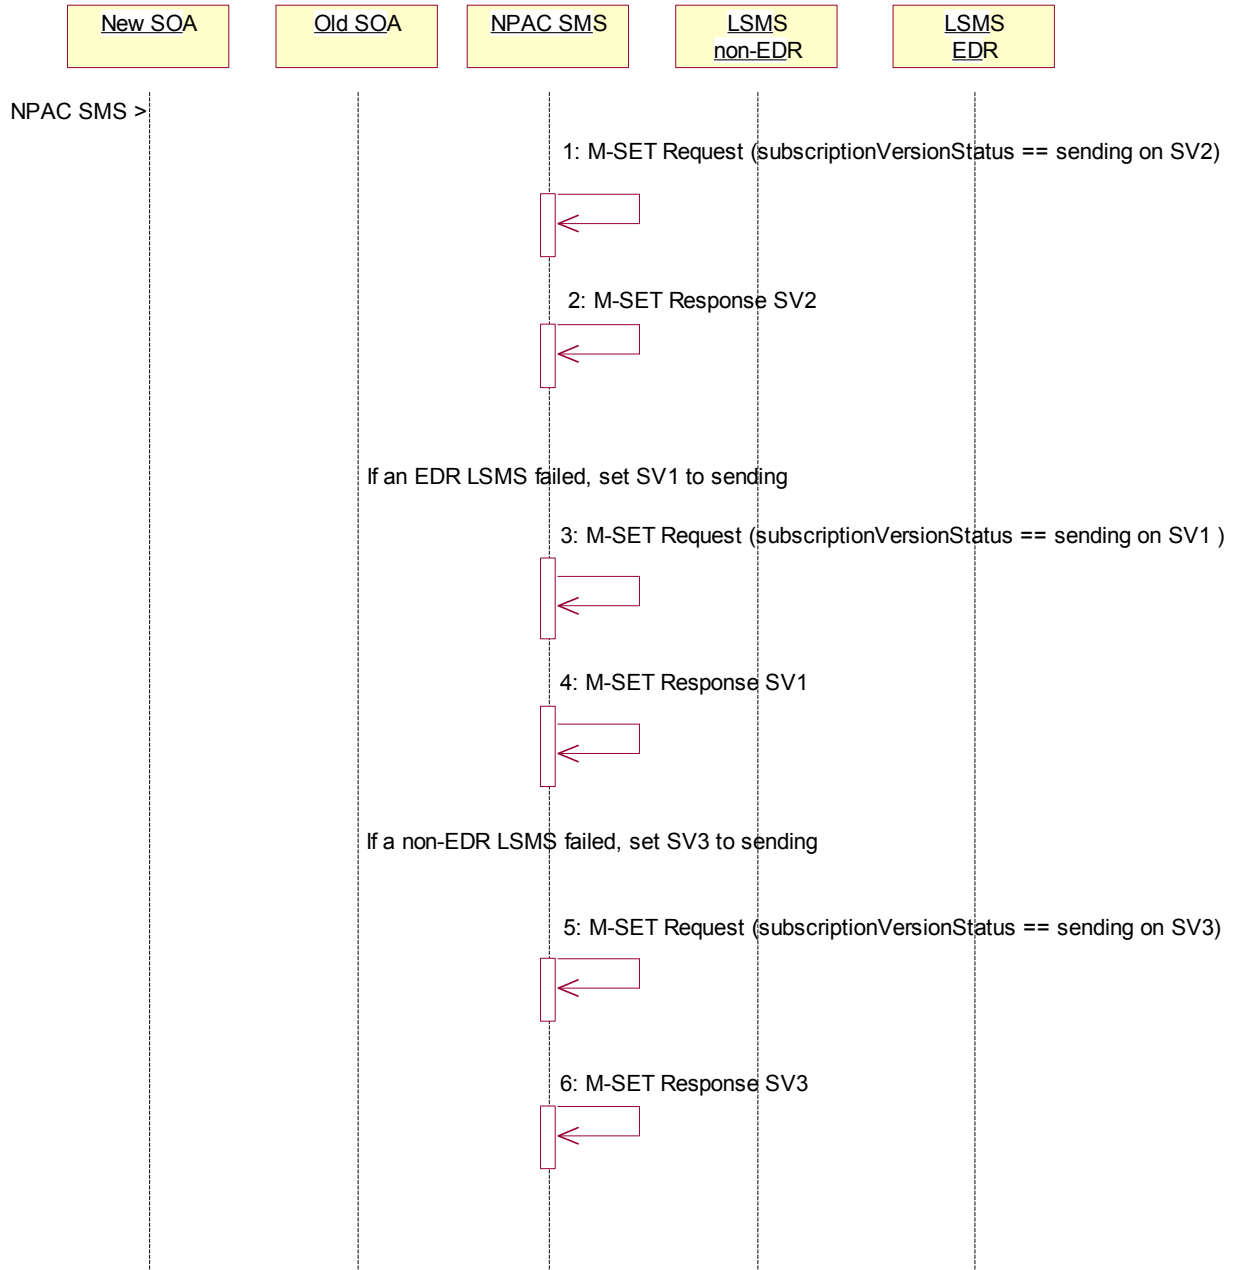 New SOA
Old SOA
NPAC SMS
LSMS
non-EDR
LSMS
EDR
NPAC SMS >
1: M-SET Request (subscriptionVersionStatus == sending on SV2)
2: M-SET Response SV2
If an EDR LSMS failed, set SV1 to sending
3: M-SET Request (subscriptionVersionStatus == sending on SV1 )
4: M-SET Response SV1
If a non-EDR LSMS failed, set SV3 to sending
5: M-SET Request (subscriptionVersionStatus == sending on SV3)
6: M-SET Response SV3